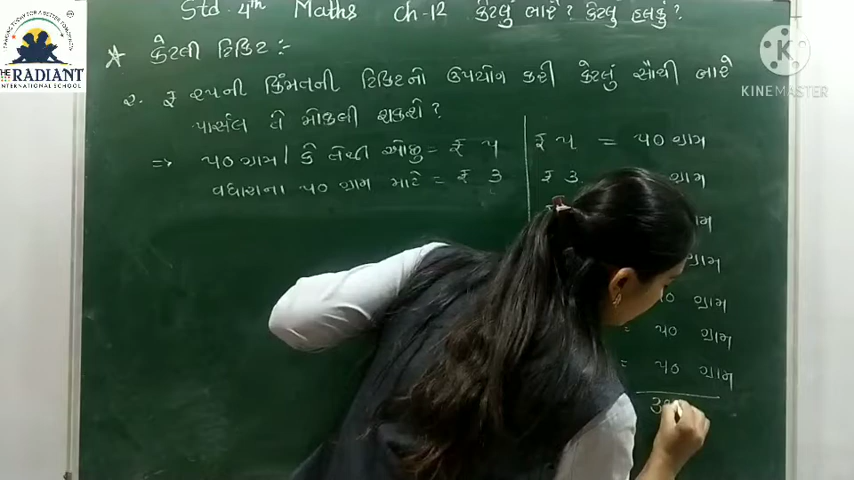 Std - 4th Maths ch-12 કેટલું ભારે? કેટલું હલકું?
* કેટલી ટિકિટ :-
૨. ₹ ૨૫ની કિંમતની ટિકિટનો ઉપયોગ કરી કેટલું સૌથી ભારે
પાર્સલ તે મોકલી શકશે?
⇒ ૫૦ ગ્રામ / કે તેથી ઓછુ = ₹ ૫
વધારાના ૫૦ ગ્રામ માટે = ₹ ૩
₹ ૫ = ૫૦ ગ્રામ
₹ ૩ ગ્રામ
ગ્રામ
ગ્રામ
= ૫૦ ગ્રામ
= ૫૦ ગ્રામ
THE RADIANT
INTERNATIONAL SCHOOL
KINEMASTER